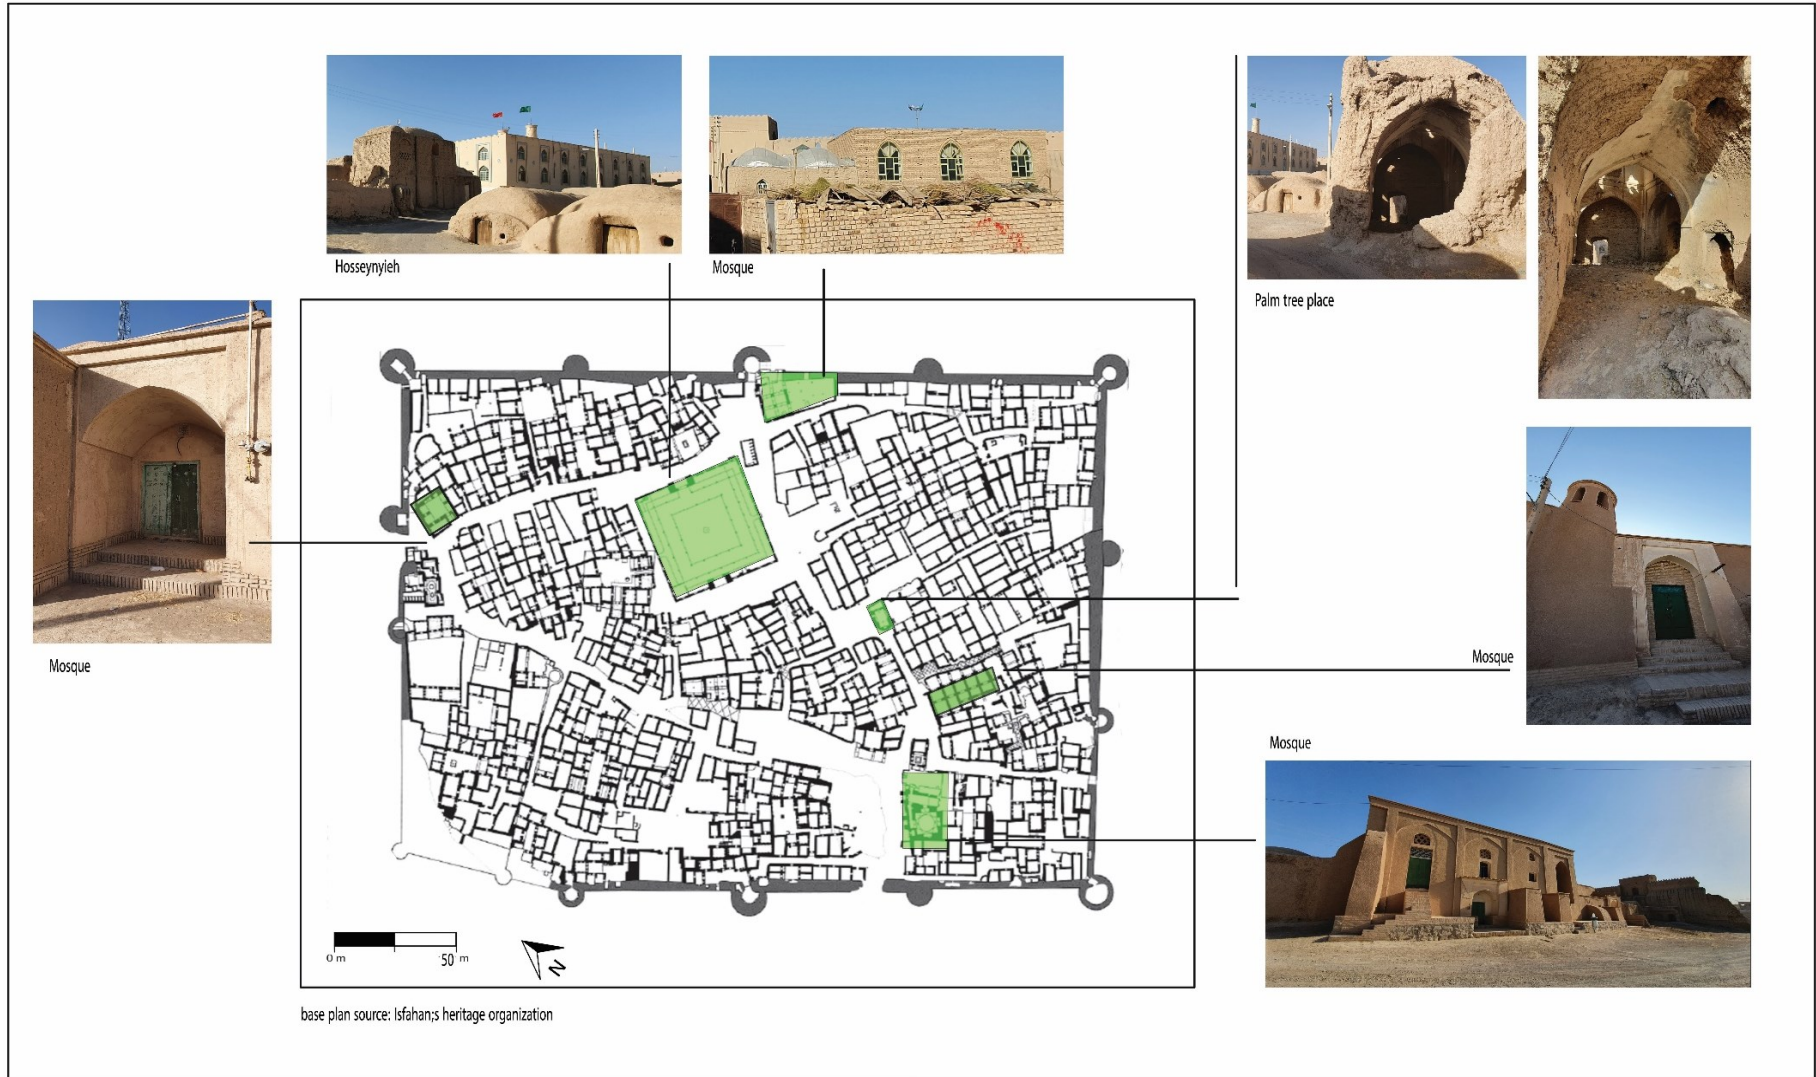 Hosseynyieh
Mosque
Palm tree place
Mosque
Mosque
Mosque
0 m
50 m
N
base plan source: Isfahan;s heritage organization